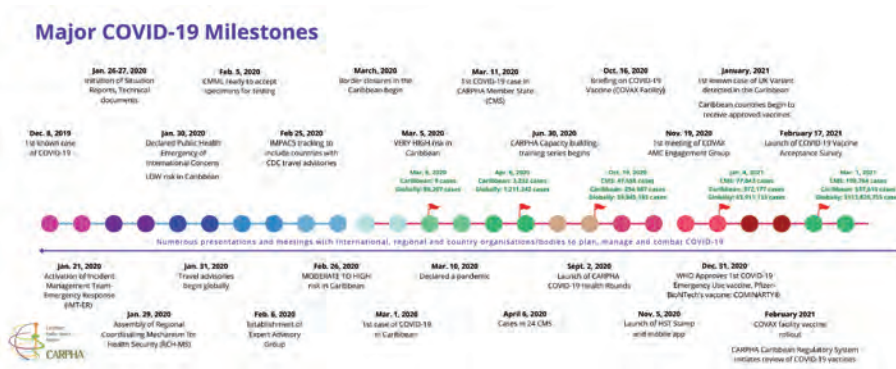 Major COVID-19 Milestones
Jan. 26-27, 2020
Initiation of Situation
Reports, Technical
documents
Feb. 5, 2020
CMML ready to accept
specimens for testing
March, 2020
Border closures in the
Caribbean Begin
Mar. 11, 2020
1st COVID-19 case in
CARPHA Member State
(CMS)
Oct. 16, 2020
Briefing on COVID-19
Vaccine (COVAX Facility)
January, 2021
1st known case of UK Variant
detected in the Caribbean
Caribbean countries begin to
receive approved vaccines
Dec. 8, 2019
1st known case
of COVID-19
Jan. 30, 2020
Declared Public Health
Emergency of
International Concern
LOW risk in Caribbean
Feb 25, 2020
IMPACS tracking to
include countries with
CDC travel advisories
Mar. 5, 2020
VERY HIGH risk in
Caribbean
Jun. 30, 2020
CARPHA Capacity building
training series begins
Nov. 19, 2020
1st meeting of COVAX
AMC Engagement Group
February 17, 2021
Launch of COVID-19 Vaccine
Acceptance Survey
Caribbean: 9 cases
Globally:
Apr. 6, 2020
Caribbean:
Globally:
Oct. 19, 2020
CMS:
Caribbean:
Globally:
Jan. 4, 2021
CMS:
Caribbean:
Globally:
Mar. 1, 2021
CMS:
Caribbean:
Globally:
Numerous presentations and meetings with international, regional and country organisations/bodies to plan, manage and combat COVID-19
Jan. 21, 2020
Activation of Incident
Management Team-
Emergency Response
(IMT-ER)
Jan. 31, 2020
Travel advisories
begin globally
Feb. 26, 2020
MODERATE TO HIGH
risk in Caribbean
Mar. 10, 2020
Declared a pandemic
Sept. 2, 2020
Launch of CARPHA
COVID-19 Health Rounds
Dec. 31, 2020
WHO Approves 1st COVID-19
Emergency Use vaccine, Pfizer-
BioNTech's vaccine: COMINARTY®
Jan. 29, 2020
Assembly of Regional
Coordinating Mechanism for
Health Security (RCM-HS)
Feb. 6, 2020
Establishment of
Expert Advisory
Group
Mar. 1, 2020
1st case of COVID-19
in Caribbean
April 6, 2020
Cases in 24 CMS
Nov. 5, 2020
Launch of HST Stamp
and mobile app
February 2021
COVAX facility vaccine
rollout
CARPHA Caribbean Regulatory System
initiates review of COVID-19 vaccines
CARPHA